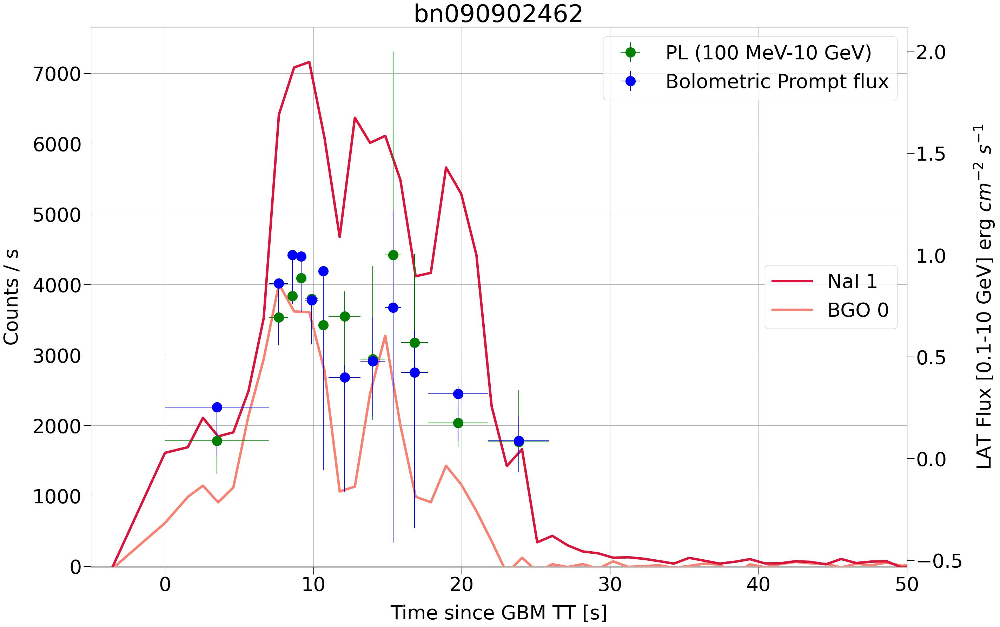 bn090902462
PL (100 MeV-10 GeV)
Bolometric Prompt flux
NaI 1
BGO 0
Counts / s
7000
6000
5000
4000
3000
2000
1000
0
2.0
1.5
1.0
0.5
0.0
−0.5
LAT Flux [0.1-10 GeV] erg cm⁻² s⁻¹
0 10 20 30 40 50
Time since GBM TT [s]